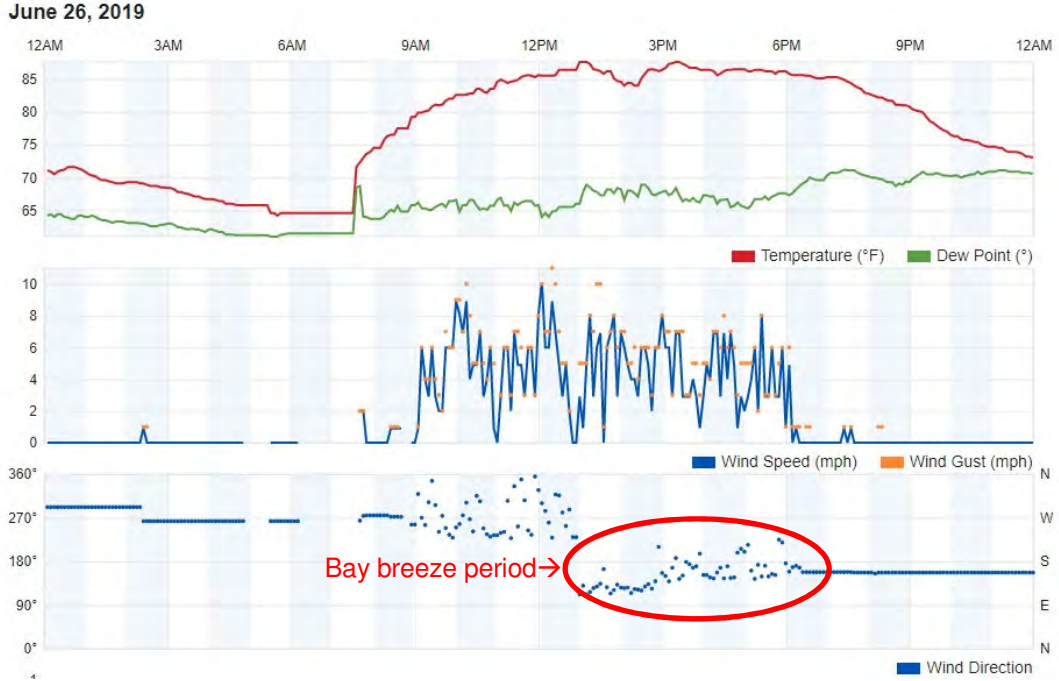 June 26, 2019
12AM 3AM 6AM 9AM 12PM 3PM 6PM 9PM 12AM
85
80
75
70
65
Temperature (°F) Dew Point (°)
10
8
6
4
2
0
Wind Speed (mph) Wind Gust (mph)
360° N
270° W
180° S
Bay breeze period→
90° E
0° N
Wind Direction